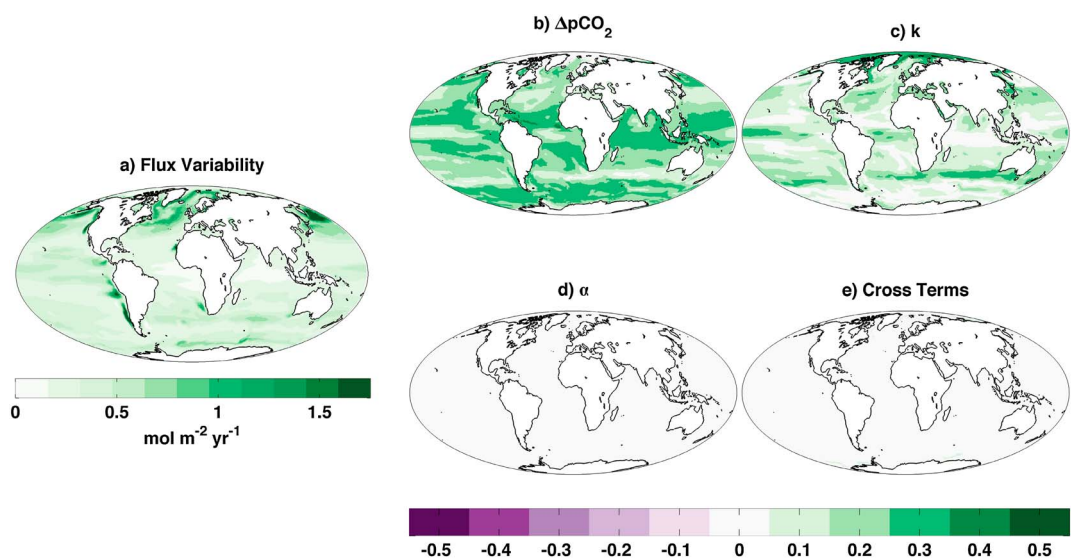 b) ΔpCO₂
c) k
a) Flux Variability
0 0.5 1 1.5
mol m⁻² yr⁻¹
d) α
e) Cross Terms
-0.5 -0.4 -0.3 -0.2 -0.1 0 0.1 0.2 0.3 0.4 0.5